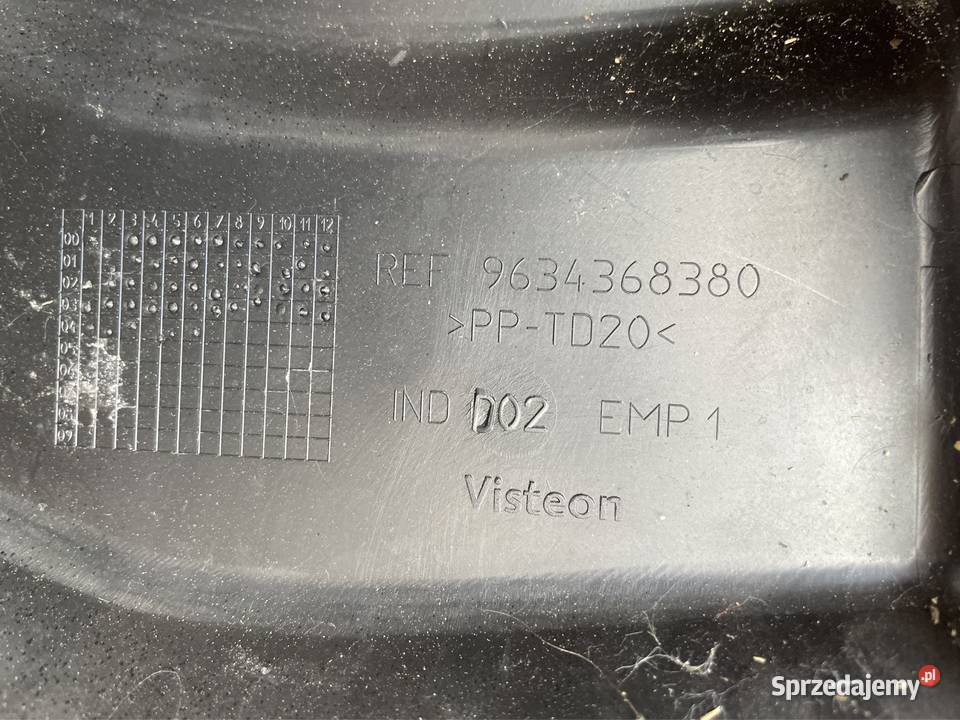 1 2 3 4 5 6 7 8 9 10 11 12
00
01
02
03
04
05
06
09
REF 9634368380
>PP-TD20<
IND D02 EMP 1
Visteon
Sprzedajemy.pl